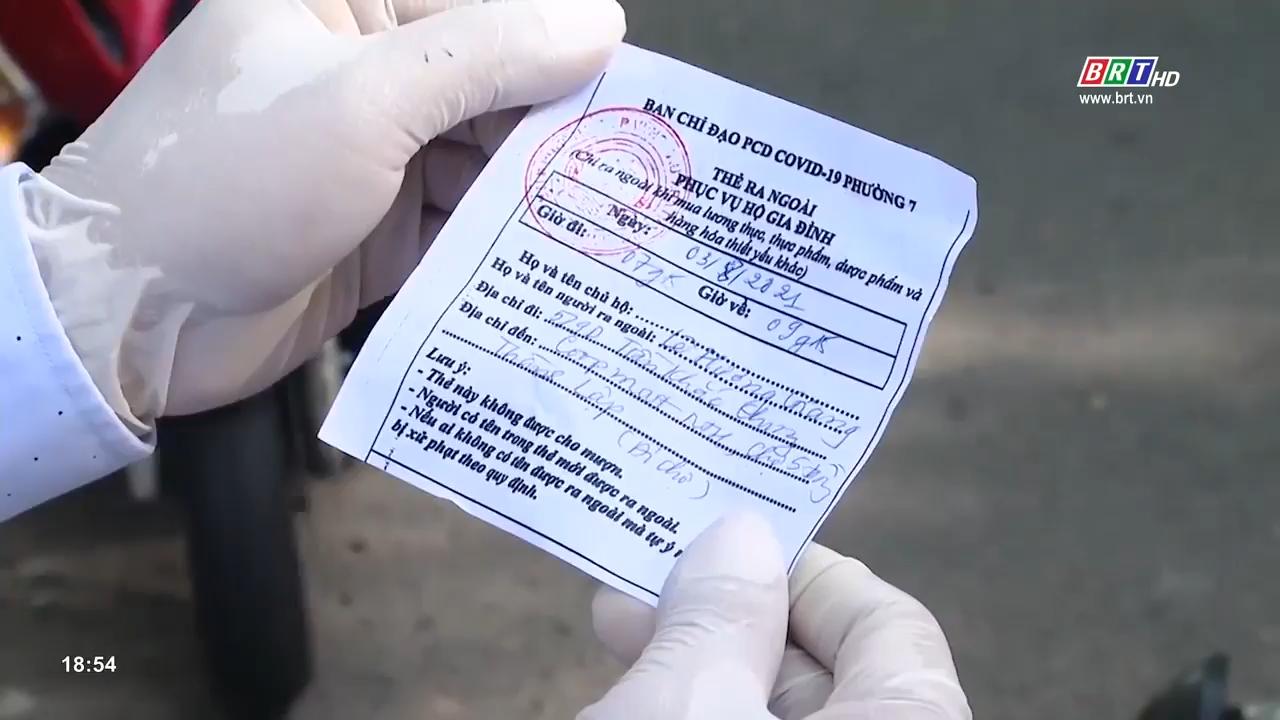 BRT HD
www.brt.vn
BAN CHỈ ĐẠO PCD COVID-19 PHƯỜNG 7
THẺ RA NGOÀI
PHỤC VỤ HỘ GIA ĐÌNH
(Chỉ ra ngoài khi mua lương thực, thực phẩm, dược phẩm và
hàng hóa thiết yếu khác)
Ngày: 03/8/2021
Giờ đi: 07g15 Giờ về: 09g15
Họ và tên chủ hộ:
Họ và tên người ra ngoài: Lê
Địa chỉ đi:
Địa chỉ đến: Coopmart
(Đi chợ)
Lưu ý:
- Thẻ này không được cho mượn.
- Người có tên trong thẻ mới được ra ngoài.
- Nếu ai không có tên được ra ngoài mà tự ý
bị xử phạt theo quy định.
18:54